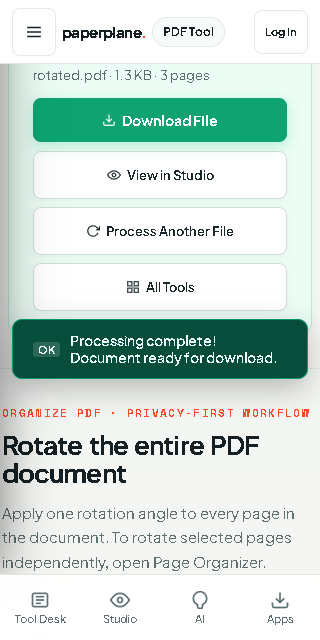 paperplane.
PDF Tool
Log In
rotated.pdf · 1.3 KB · 3 pages
Download File
View in Studio
Process Another File
All Tools
OK
Processing complete!
Document ready for download.
ORGANIZE PDF · PRIVACY-FIRST WORKFLOW
Rotate the entire PDF
document
Apply one rotation angle to every page in
the document. To rotate selected pages
independently, open Page Organizer.
Tool Desk
Studio
AI
Apps